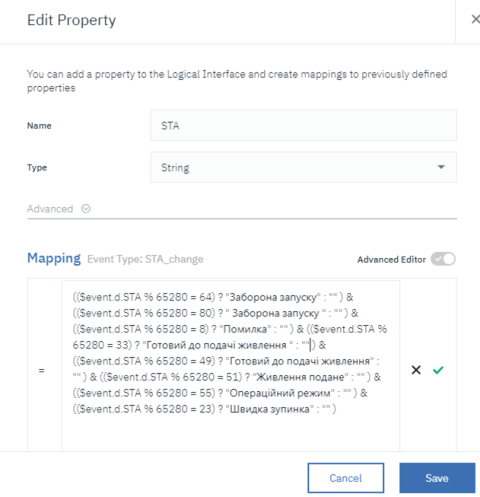 Edit Property
You can add a property to the Logical Interface and create mappings to previously defined
properties
Name
STA
Type
String
Advanced
Mapping Event Type: STA_change
Advanced Editor
=
(($event.d.STA % 65280 = 64) ? "Заборона запуску" : "" ) &
(($event.d.STA % 65280 = 80) ? " Заборона запуску " : "" ) &
(($event.d.STA % 65280 = 8) ? "Помилка" : "" ) & (($event.d.STA %
65280 = 33) ? "Готовий до подачі живлення " : "" ) &
(($event.d.STA % 65280 = 49) ? "Готовий до подачі живлення" :
"" ) & (($event.d.STA % 65280 = 51) ? "Живлення подане" : "" ) &
(($event.d.STA % 65280 = 55) ? "Операційний режим" : "" ) &
(($event.d.STA % 65280 = 23) ? "Швидка зупинка" : "" )
Cancel
Save